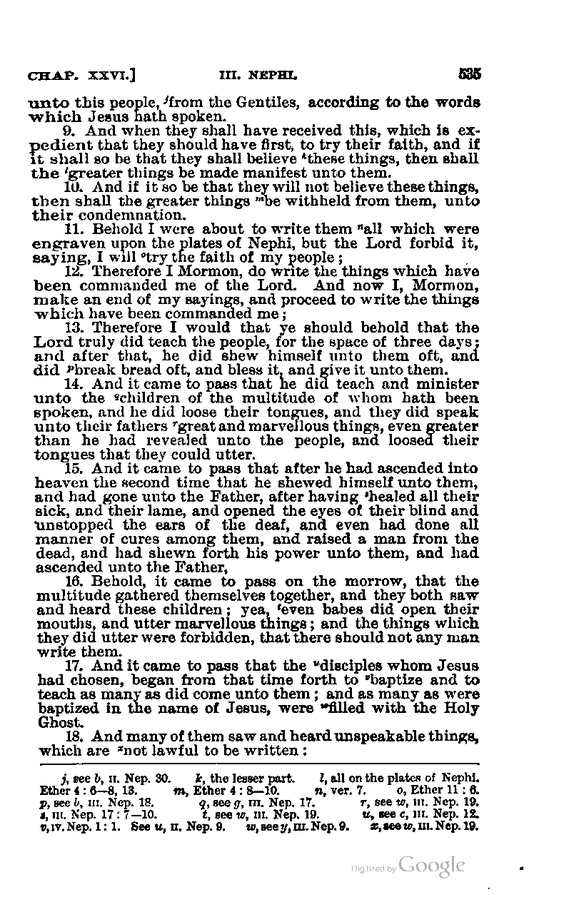 CHAP. XXVI.] III. NEPHI. 535
unto this people, ʲfrom the Gentiles, according to the words
which Jesus hath spoken.
9. And when they shall have received this, which is ex-
pedient that they should have first, to try their faith, and if
it shall so be that they shall believe ᵏthese things, then shall
the ˡgreater things be made manifest unto them.
10. And if it so be that they will not believe these things,
then shall the greater things ᵐbe withheld from them, unto
their condemnation.
11. Behold I were about to write them ⁿall which were
engraven upon the plates of Nephi, but the Lord forbid it,
saying, I will ᵒtry the faith of my people;
12. Therefore I Mormon, do write the things which have
been commanded me of the Lord. And now I, Mormon,
make an end of my sayings, and proceed to write the things
which have been commanded me;
13. Therefore I would that ye should behold that the
Lord truly did teach the people, for the space of three days;
and after that, he did shew himself unto them oft, and
did ᵖbreak bread oft, and bless it, and give it unto them.
14. And it came to pass that he did teach and minister
unto the qchildren of the multitude of whom hath been
spoken, and he did loose their tongues, and they did speak
unto their fathers ʳgreat and marvellous things, even greater
than he had revealed unto the people, and loosed their
tongues that they could utter.
15. And it came to pass that after he had ascended into
heaven the second time that he shewed himself unto them,
and had gone unto the Father, after having ˢhealed all their
sick, and their lame, and opened the eyes of their blind and
unstopped the ears of the deaf, and even had done all
manner of cures among them, and raised a man from the
dead, and had shewn forth his power unto them, and had
ascended unto the Father,
16. Behold, it came to pass on the morrow, that the
multitude gathered themselves together, and they both saw
and heard these children; yea, ᵗeven babes did open their
mouths, and utter marvellous things; and the things which
they did utter were forbidden, that there should not any man
write them.
17. And it came to pass that the ᵘdisciples whom Jesus
had chosen, began from that time forth to ᵛbaptize and to
teach as many as did come unto them; and as many as were
baptized in the name of Jesus, were ʷfilled with the Holy
Ghost.
18. And many of them saw and heard unspeakable things,
which are ˣnot lawful to be written:
j, see b, II. Nep. 30. k, the lesser part. l, all on the plates of Nephi.
Ether 4: 6—8, 13. m, Ether 4: 8—10. n, ver. 7. o, Ether 11: 6.
p, see b, III. Nep. 18. q, see g, III. Nep. 17. r, see w, III. Nep. 19.
s, III. Nep. 17: 7—10. t, see w, III. Nep. 19. u, see c, III. Nep. 12.
v, IV. Nep. 1: 1. See u, II. Nep. 9. w, see y, III. Nep. 9. x, see w, III. Nep. 19.
Digitized by Google